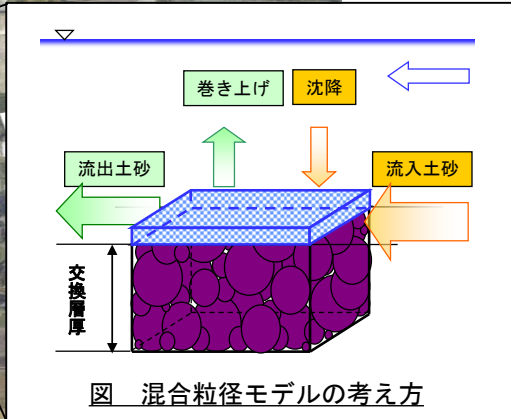 巻き上げ
沈降
流出土砂
流入土砂
交換層厚
図 混合粒径モデルの考え方